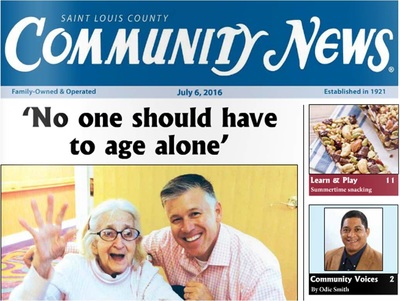 SAINT LOUIS COUNTY
COMMUNITY NEWS®
Family-Owned & Operated
July 6, 2016
Established in 1921
'No one should have
to age alone'
Learn & Play 11
Summertime snacking
Community Voices 2
By Odie Smith